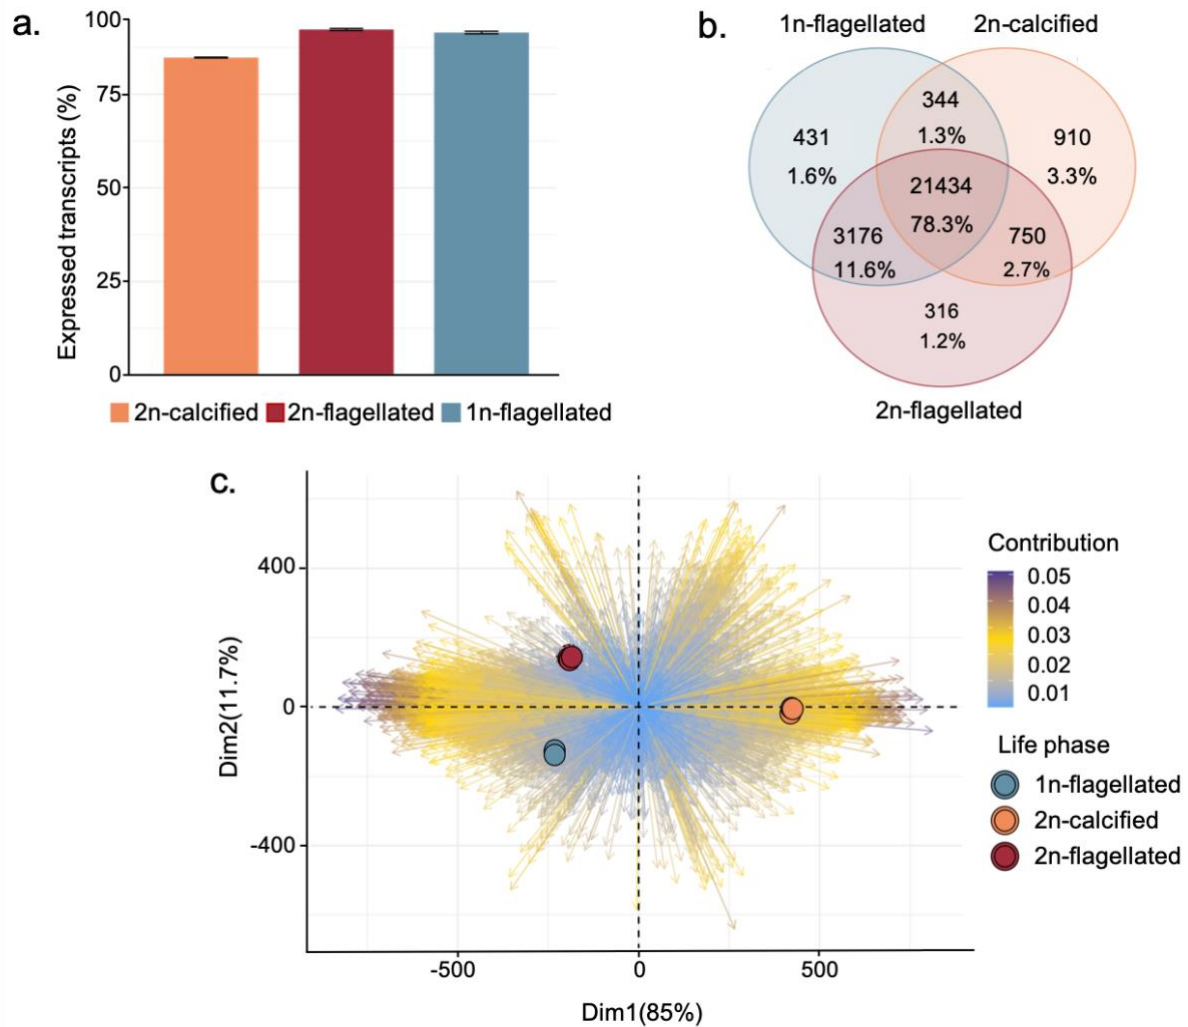 a.
100
75
50
25
0
Expressed transcripts (%)
2n-calcified 2n-flagellated 1n-flagellated
b.
1n-flagellated 2n-calcified
344
1.3%
431
1.6%
910
3.3%
21434
78.3%
3176
11.6%
750
2.7%
316
1.2%
2n-flagellated
c.
400
0
-400
Dim2(11.7%)
-500 0 500
Dim1(85%)
Contribution
0.05
0.04
0.03
0.02
0.01
Life phase
1n-flagellated
2n-calcified
2n-flagellated